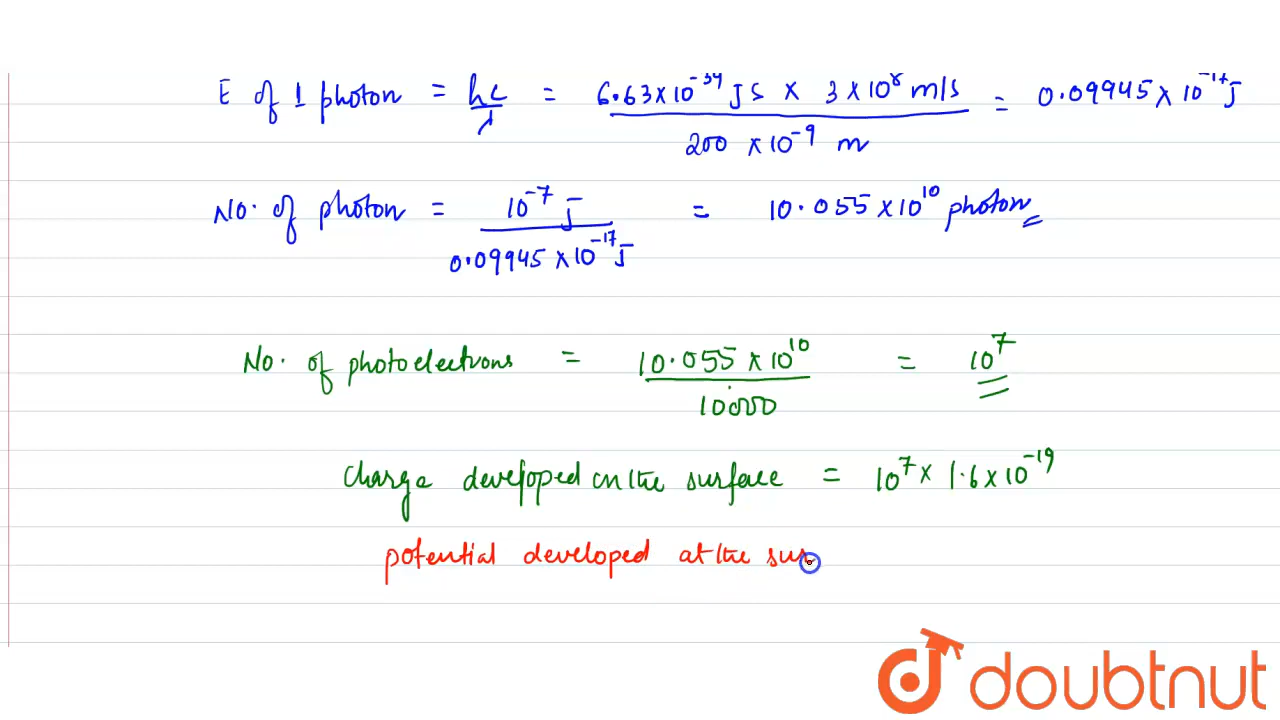 E of 1 photon = hc/λ = 6.63×10⁻³⁴ JS × 3×10⁸ m/s / 200 ×10⁻⁹ m = 0.09945×10⁻¹⁷ J
No. of photon = 10⁻⁷ J / 0.09945×10⁻¹⁷ J = 10.055×10¹⁰ photon
No. of photoelectrons = 10.055×10¹⁰ / 10000 = 10⁷
Charge developed on the surface = 10⁷ × 1.6×10⁻¹⁹
potential developed at the sur
doubtnut